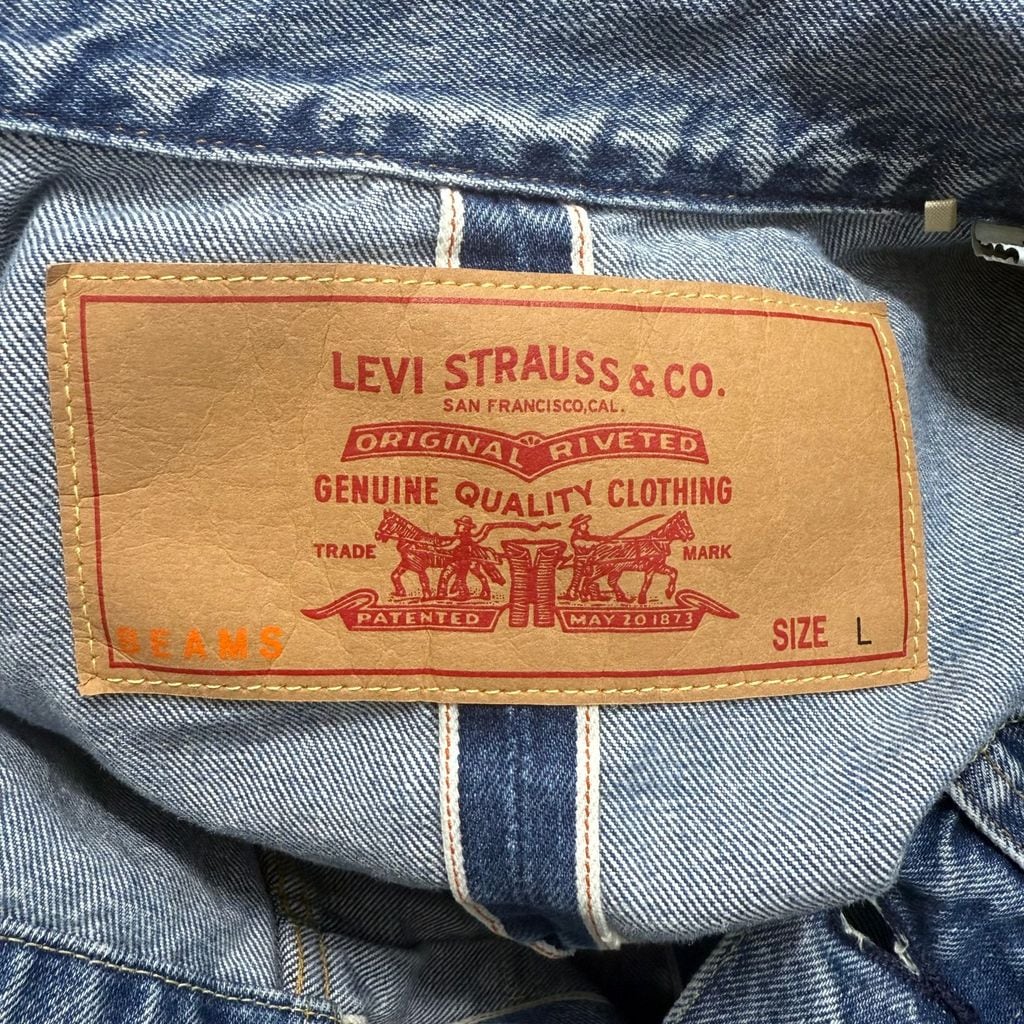 LEVI STRAUSS & CO.
SAN FRANCISCO, CAL.
ORIGINAL RIVETED
GENUINE QUALITY CLOTHING
TRADE MARK
PATENTED MAY 20 1873
BEAMS
SIZE L